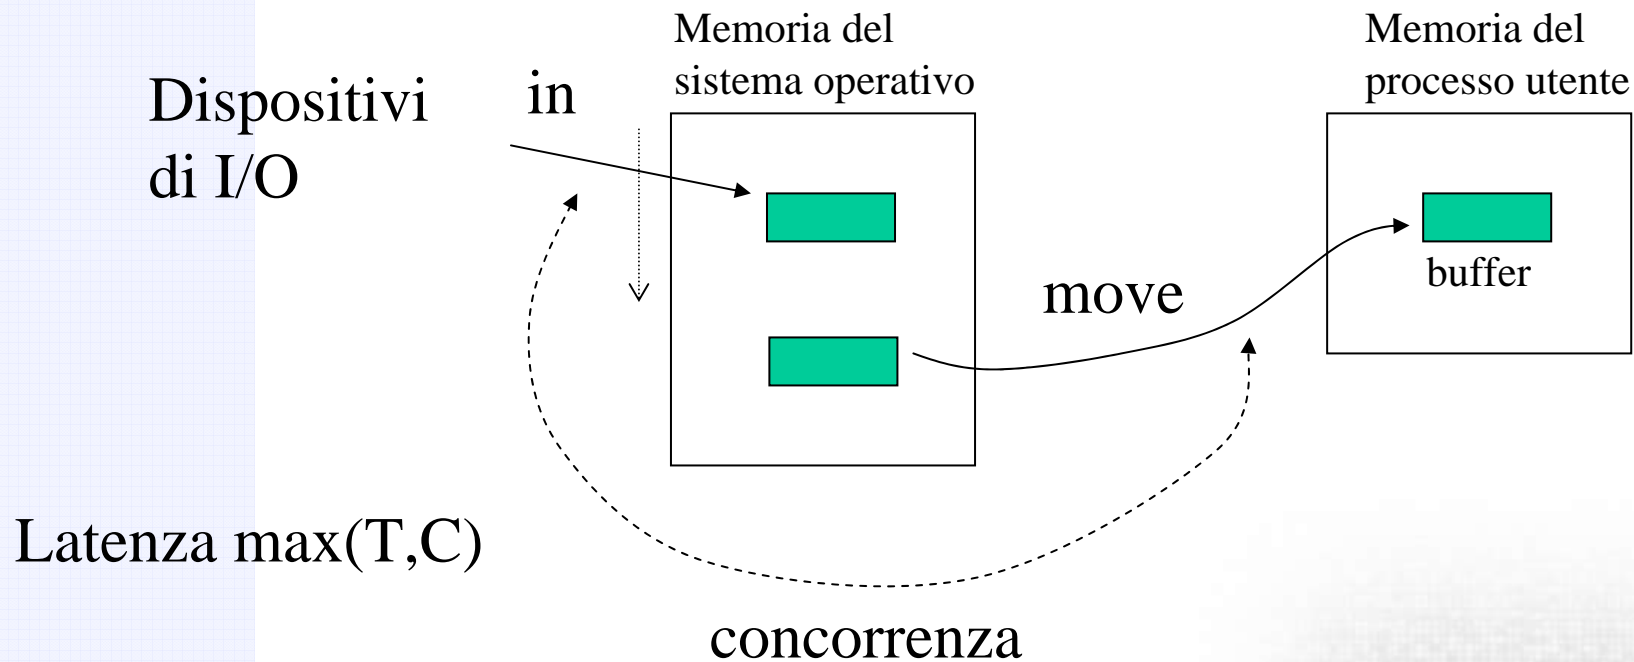 Memoria del
sistema operativo
Memoria del
processo utente
Dispositivi
di I/O
in
buffer
move
Latenza max(T,C)
concorrenza